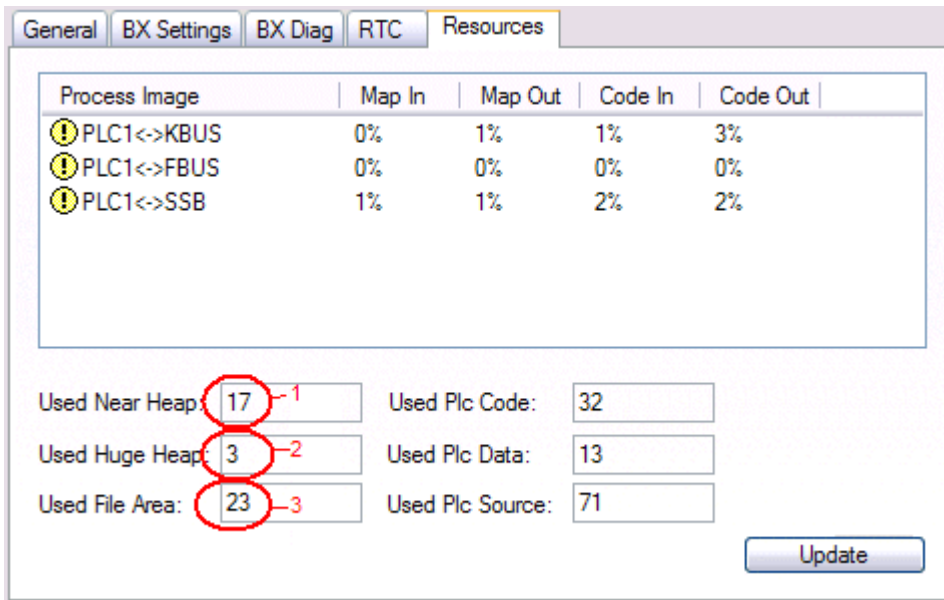 General BX Settings BX Diag RTC Resources
Process Image Map In Map Out Code In Code Out
PLC1<->KBUS 0% 1% 1% 3%
PLC1<->FBUS 0% 0% 0% 0%
PLC1<->SSB 1% 1% 2% 2%
Used Near Heap: 17 1 Used Plc Code: 32
Used Huge Heap: 3 2 Used Plc Data: 13
Used File Area: 23 3 Used Plc Source: 71
Update